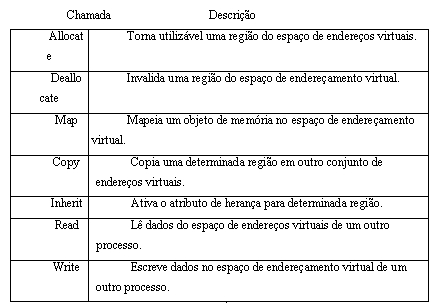 Chamada Descrição
Allocat
e
Torna utilizável uma região do espaço de endereços virtuais.
Deallo
cate
Invalida uma região do espaço de endereçamento virtual.
Map
Mapeia um objeto de memória no espaço de endereçamento
virtual.
Copy
Copia uma determinada região em outro conjunto de
endereços virtuais.
Inherit
Ativa o atributo de herança para determinada região.
Read
Lê dados do espaço de endereços virtuais de um outro
processo.
Write
Escreve dados no espaço de endereçamento virtual de um
outro processo.